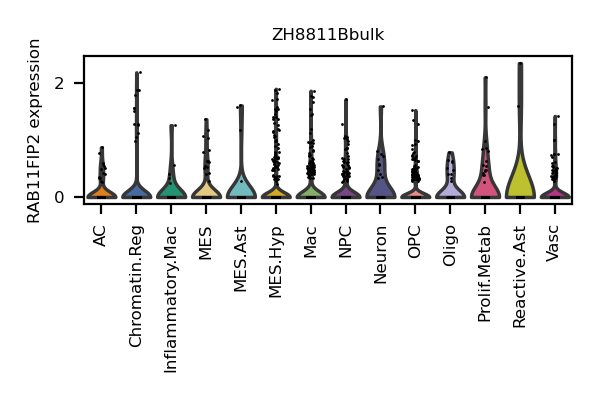 ZH8811Bbulk
RAB11FIP2 expression
2
0
AC
Chromatin.Reg
Inflammatory.Mac
MES
MES.Ast
MES.Hyp
Mac
NPC
Neuron
OPC
Oligo
Prolif.Metab
Reactive.Ast
Vasc